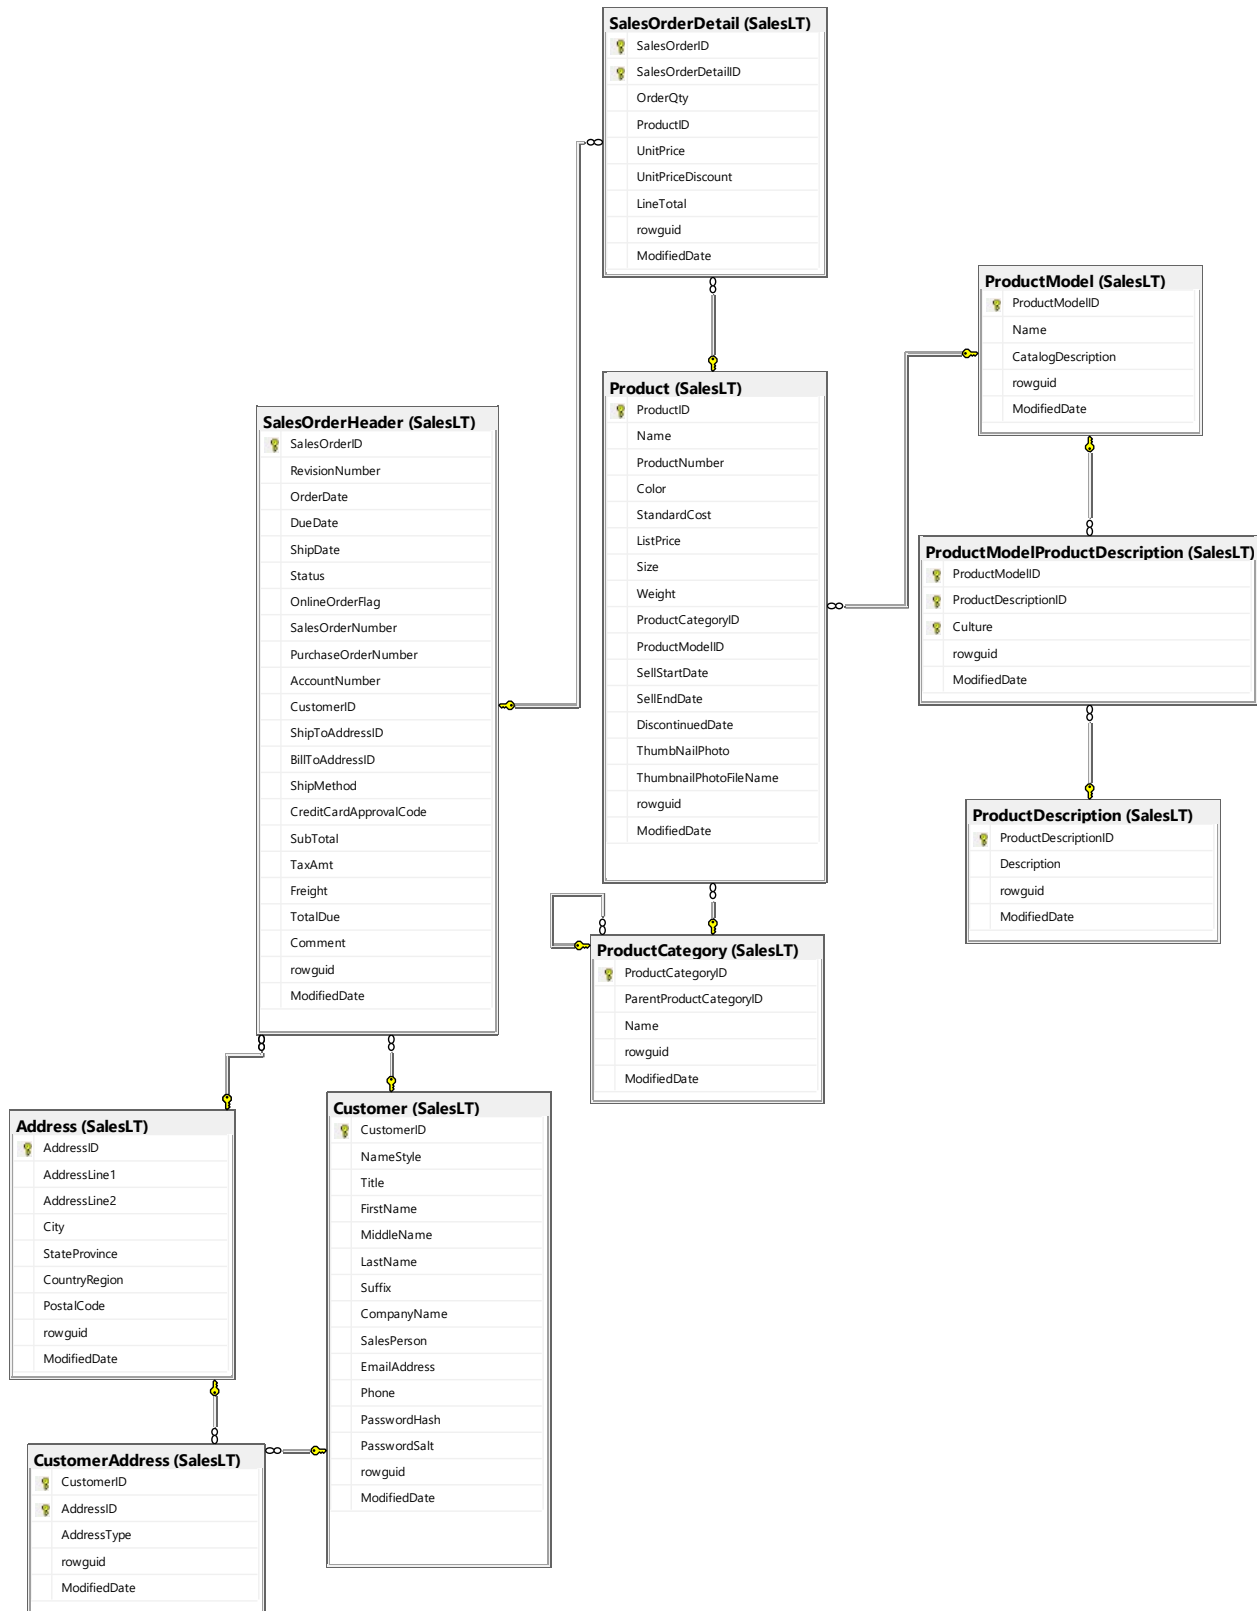 SalesOrderDetail (SalesLT)
SalesOrderID
SalesOrderDetailID
OrderQty
ProductID
UnitPrice
UnitPriceDiscount
LineTotal
rowguid
ModifiedDate
ProductModel (SalesLT)
ProductModelID
Name
CatalogDescription
rowguid
ModifiedDate
Product (SalesLT)
ProductID
Name
ProductNumber
Color
StandardCost
ListPrice
Size
Weight
ProductCategoryID
ProductModelID
SellStartDate
SellEndDate
DiscontinuedDate
ThumbNailPhoto
ThumbnailPhotoFileName
rowguid
ModifiedDate
SalesOrderHeader (SalesLT)
SalesOrderID
RevisionNumber
OrderDate
DueDate
ShipDate
Status
OnlineOrderFlag
SalesOrderNumber
PurchaseOrderNumber
AccountNumber
CustomerID
ShipToAddressID
BillToAddressID
ShipMethod
CreditCardApprovalCode
SubTotal
TaxAmt
Freight
TotalDue
Comment
rowguid
ModifiedDate
ProductModelProductDescription (SalesLT)
ProductModelID
ProductDescriptionID
Culture
rowguid
ModifiedDate
ProductDescription (SalesLT)
ProductDescriptionID
Description
rowguid
ModifiedDate
ProductCategory (SalesLT)
ProductCategoryID
ParentProductCategoryID
Name
rowguid
ModifiedDate
Address (SalesLT)
AddressID
AddressLine1
AddressLine2
City
StateProvince
CountryRegion
PostalCode
rowguid
ModifiedDate
Customer (SalesLT)
CustomerID
NameStyle
Title
FirstName
MiddleName
LastName
Suffix
CompanyName
SalesPerson
EmailAddress
Phone
PasswordHash
PasswordSalt
rowguid
ModifiedDate
CustomerAddress (SalesLT)
CustomerID
AddressID
AddressType
rowguid
ModifiedDate